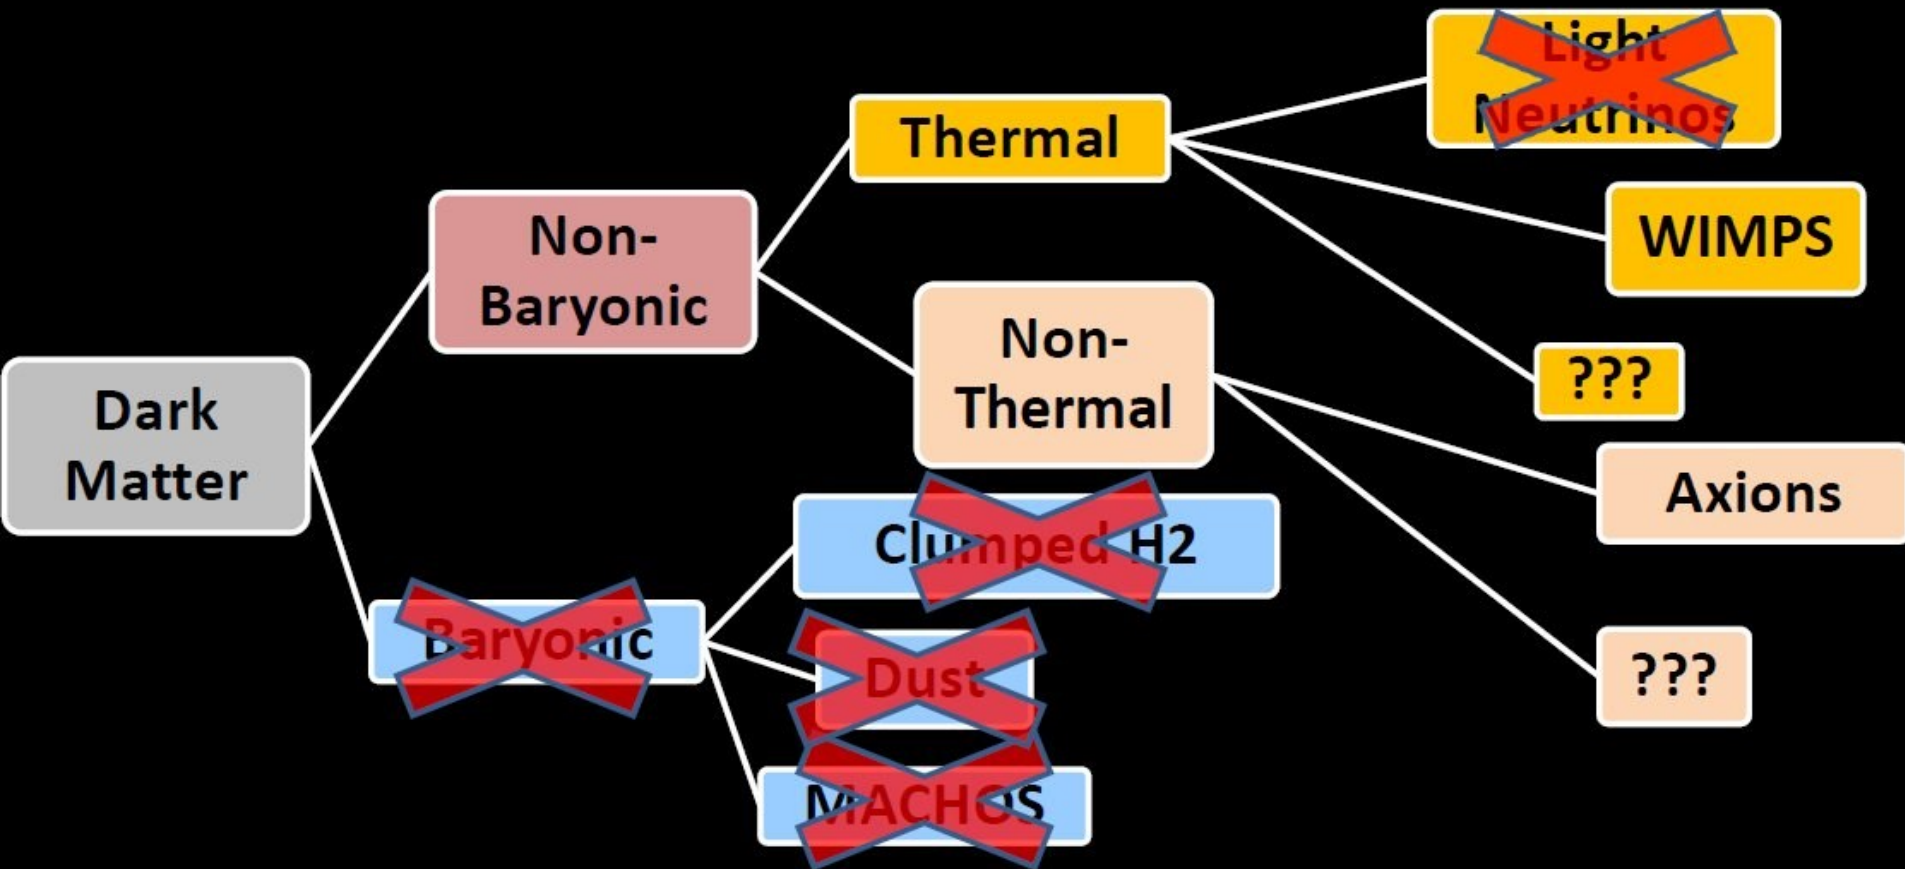 Light
Neutrinos
Thermal
WIMPS
Non-
Baryonic
Non-
Thermal
???
Dark
Matter
Axions
Clumped H2
Baryonic
Dust
???
MACHOS